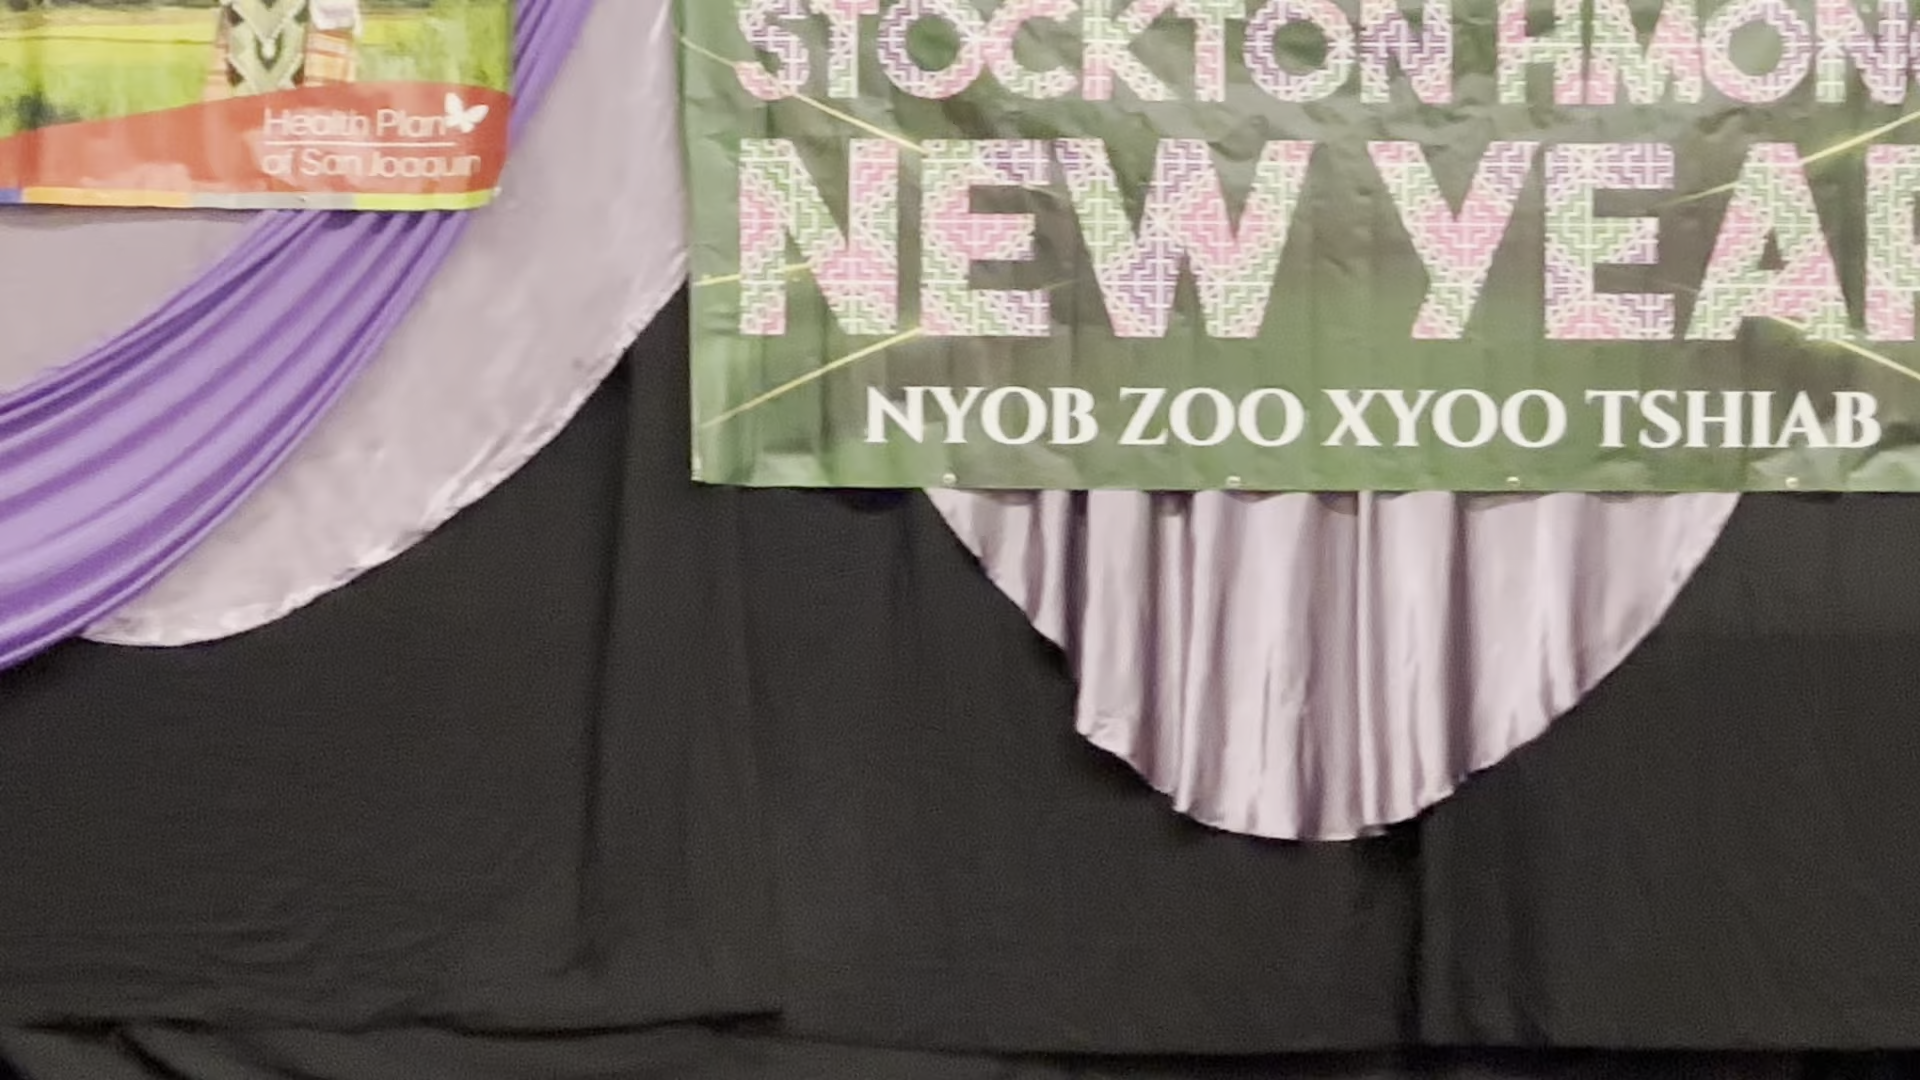 Health Plan
of San Joaquin
STOCKTON HMONG
NEW YEAR
NYOB ZOO XYOO TSHIAB